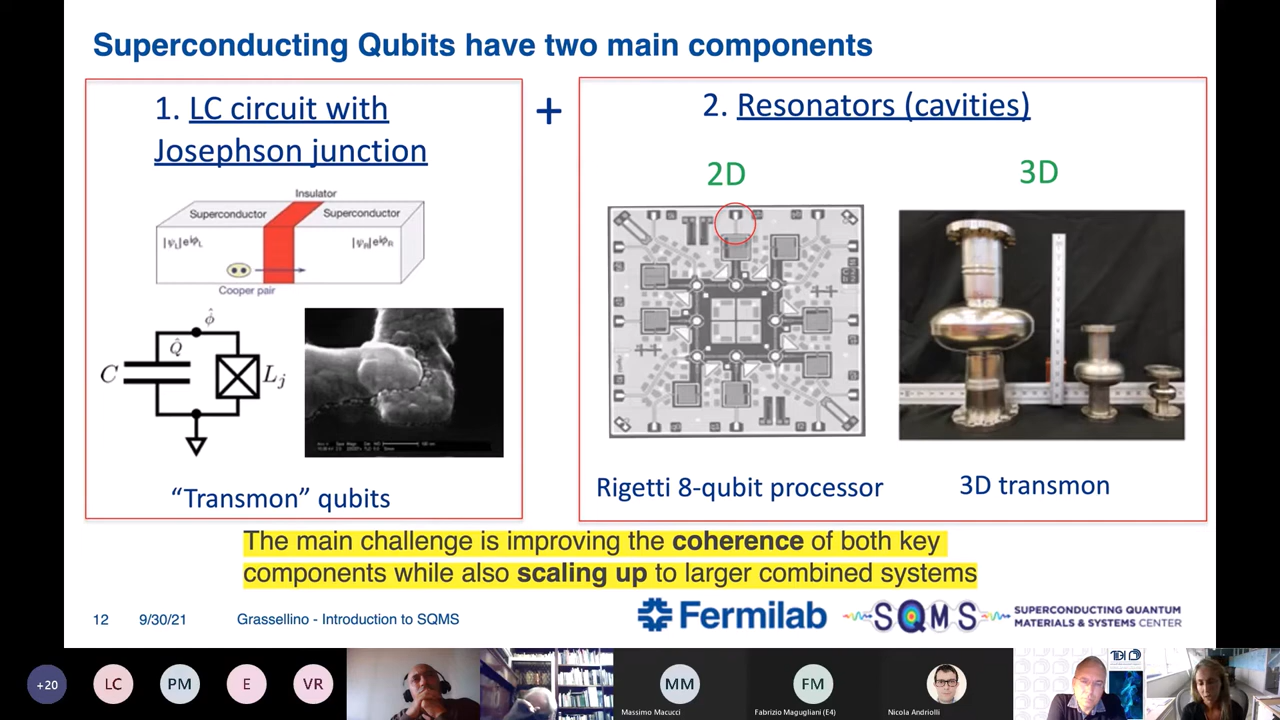 Superconducting Qubits have two main components
1. LC circuit with
Josephson junction
Insulator
Superconductor
Superconductor
|ψL|eiϕL
|ψR|eiϕR
Cooper pair
ϕ̂
Q̂
C
Lj
“Transmon” qubits
+
2. Resonators (cavities)
2D
3D
Rigetti 8-qubit processor
3D transmon
The main challenge is improving the coherence of both key
components while also scaling up to larger combined systems
12
9/30/21
Grassellino - Introduction to SQMS
Fermilab
SQMS
SUPERCONDUCTING QUANTUM
MATERIALS & SYSTEMS CENTER
+20
LC
PM
E
VR
MM
Massimo Macucci
FM
Fabrizio Magugliani (E4)
Nicola Andriolli